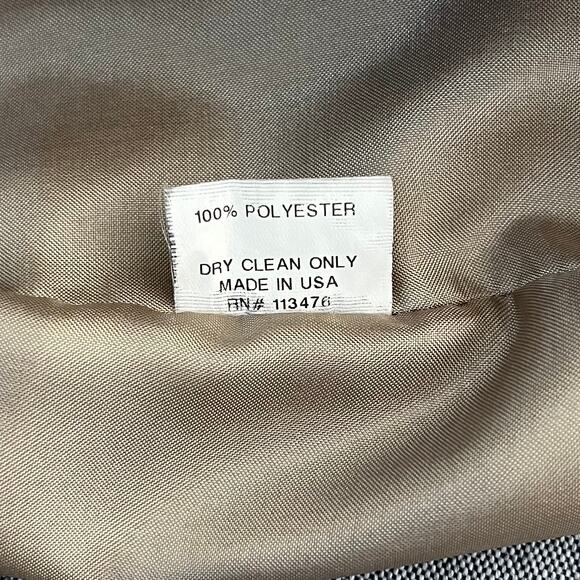 100% POLYESTER
DRY CLEAN ONLY
MADE IN USA
RN# 113476